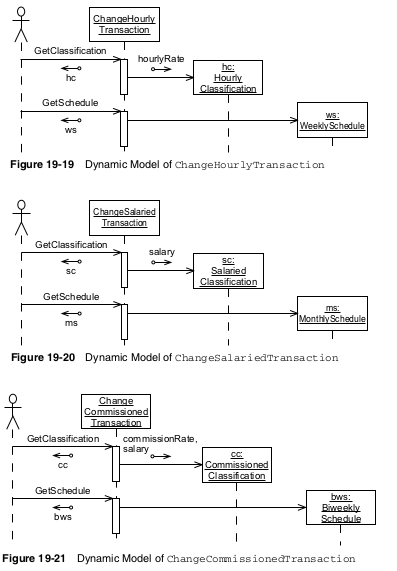 ChangeHourly
Transaction
GetClassification
hourlyRate
hc
hc:
Hourly
Classification
GetSchedule
ws
ws:
WeeklySchedule
Figure 19-19 Dynamic Model of ChangeHourlyTransaction
ChangeSalaried
Transaction
GetClassification
salary
sc
sc:
Salaried
Classification
GetSchedule
ms
ms:
MonthlySchedule
Figure 19-20 Dynamic Model of ChangeSalariedTransaction
Change
Commissioned
Transaction
GetClassification
commissionRate,
salary
cc
cc:
Commissioned
Classification
GetSchedule
bws
bws:
Biweekly
Schedule
Figure 19-21 Dynamic Model of ChangeCommissionedTransaction